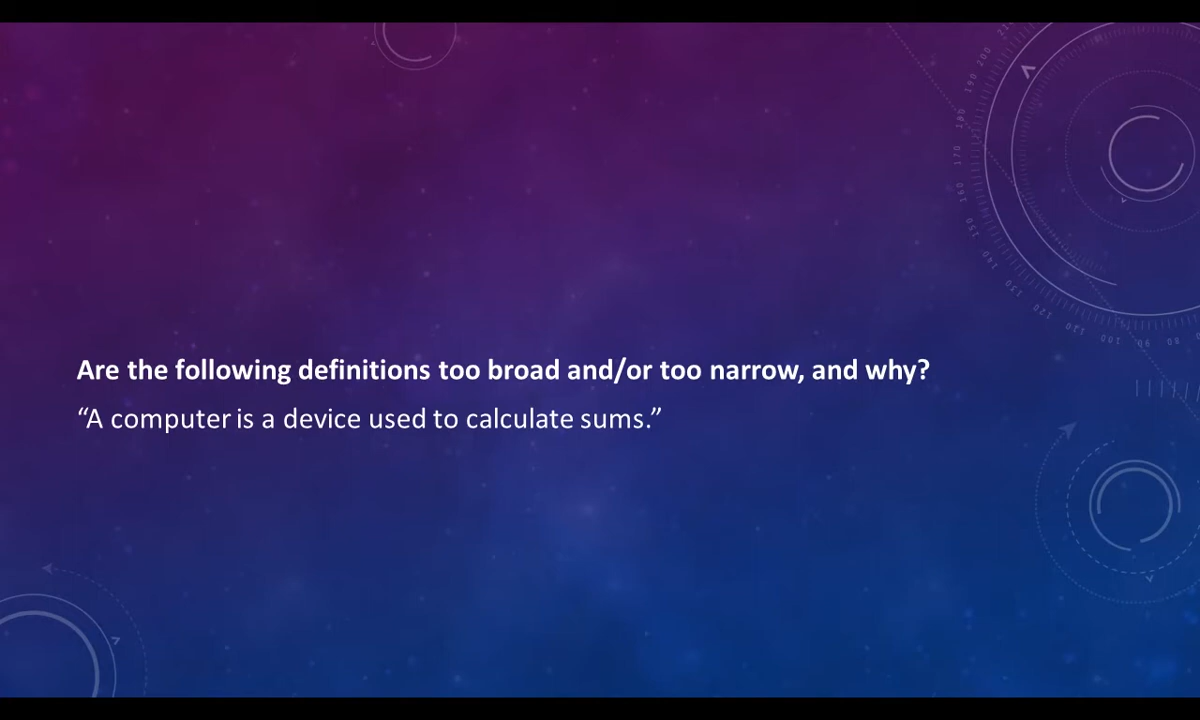 Are the following definitions too broad and/or too narrow, and why?
“A computer is a device used to calculate sums.”